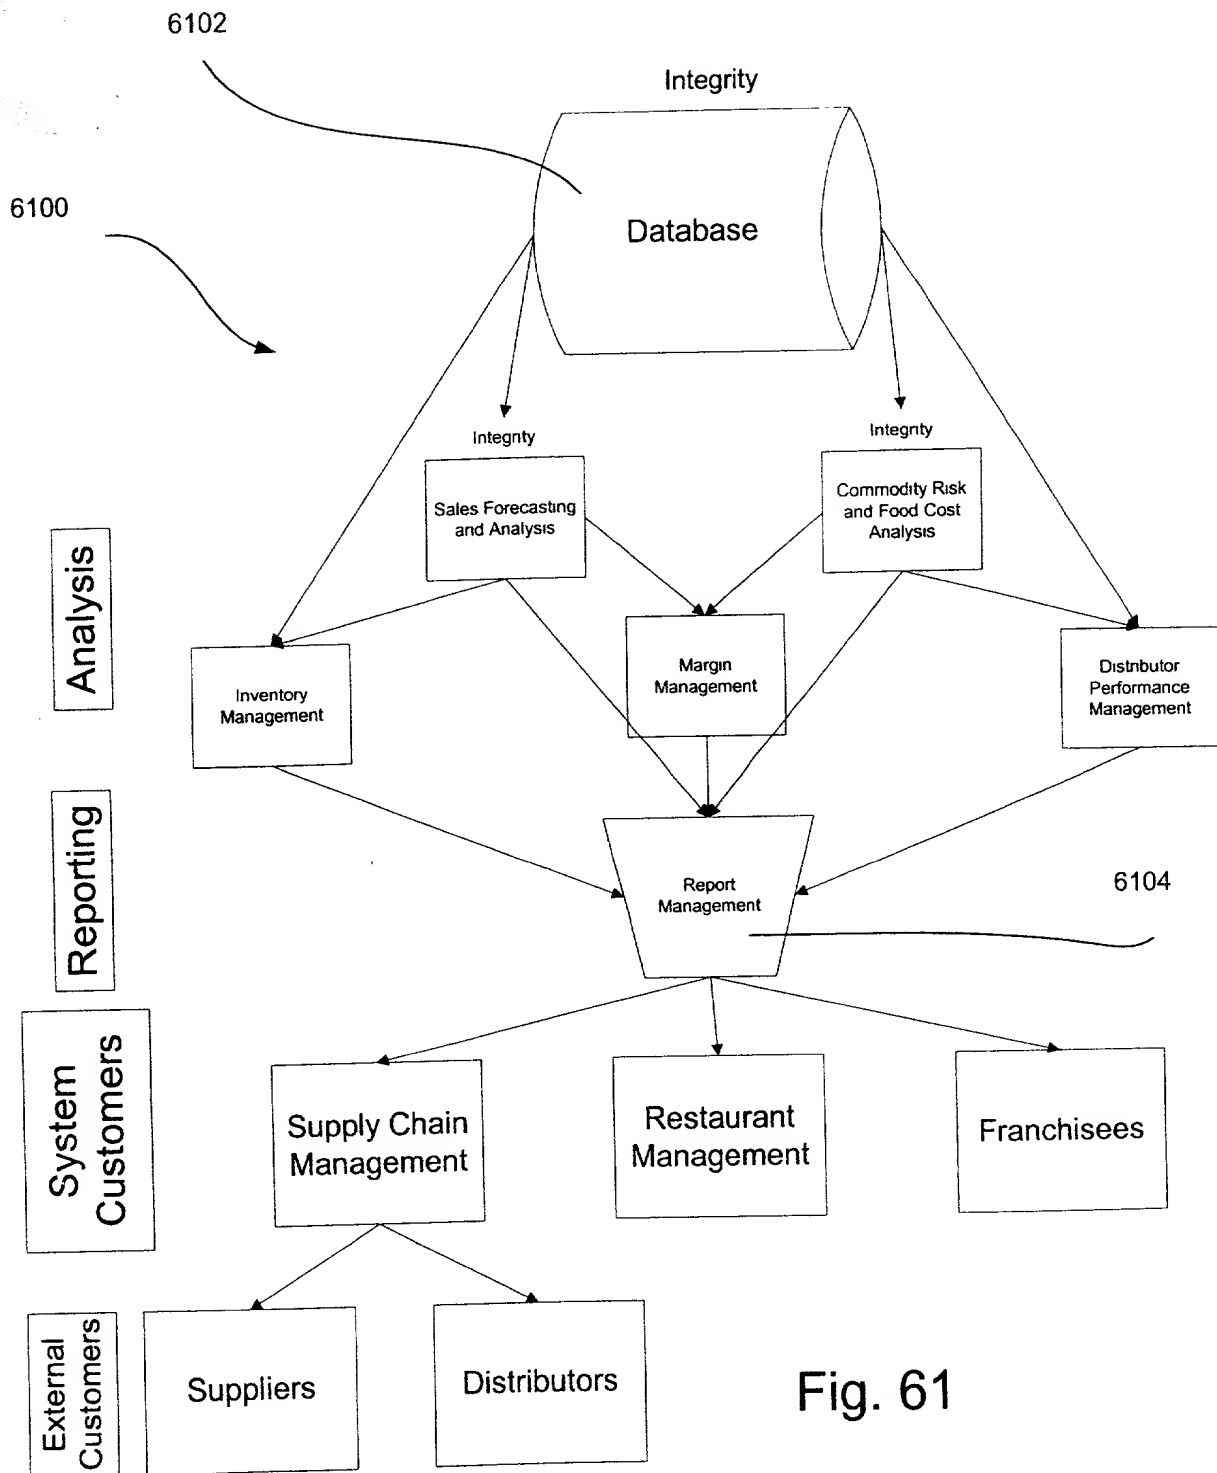 6102
Integrity
6100
Database
Integrity
Integrity
Sales Forecasting
and Analysis
Commodity Risk
and Food Cost
Analysis
Analysis
Inventory
Management
Margin
Management
Distributor
Performance
Management
Reporting
Report
Management
6104
System
Customers
Supply Chain
Management
Restaurant
Management
Franchisees
External
Customers
Suppliers
Distributors
Fig. 61